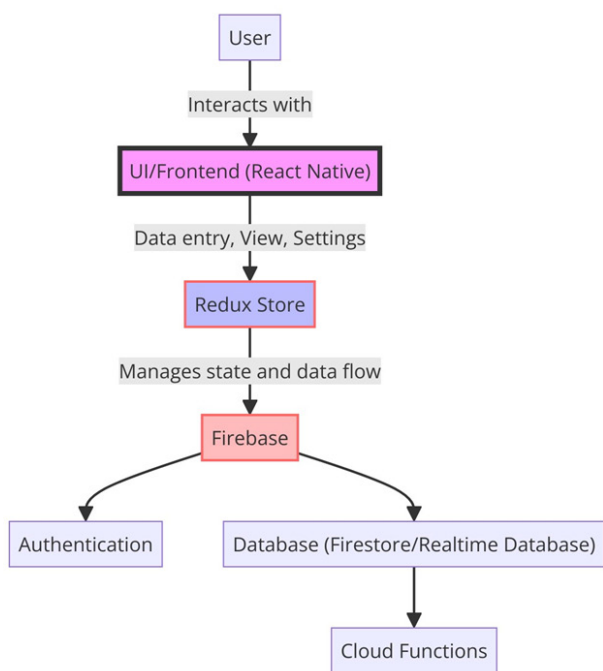 User
Interacts with
UI/Frontend (React Native)
Data entry, View, Settings
Redux Store
Manages state and data flow
Firebase
Authentication
Database (Firestore/Realtime Database)
Cloud Functions